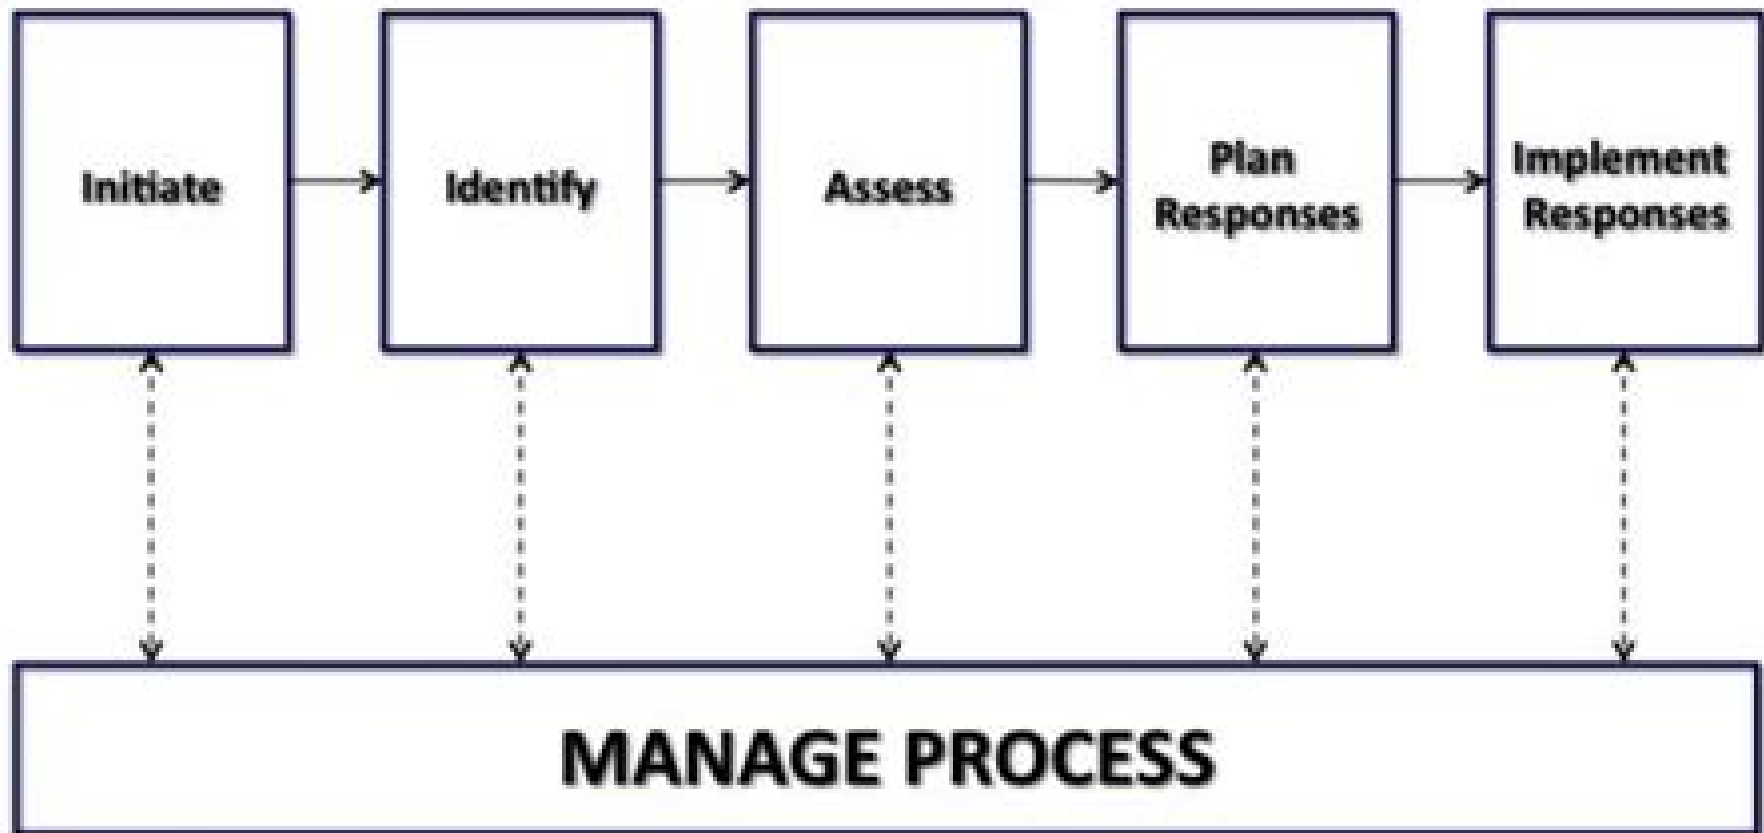 Initiate
Identify
Assess
Plan
Responses
Implement
Responses
MANAGE PROCESS